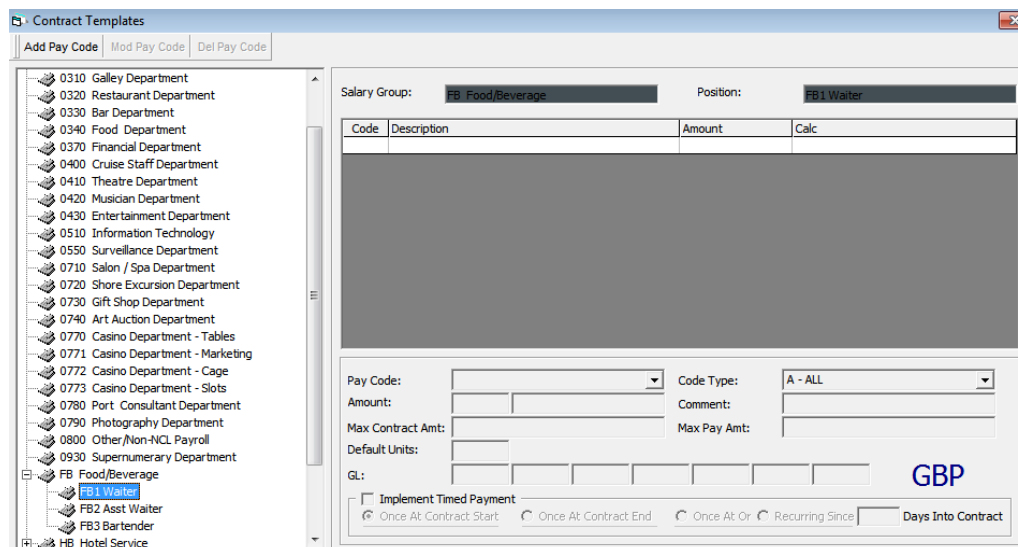 Contract Templates
Add Pay Code Mod Pay Code Del Pay Code
0310 Galley Department
0320 Restaurant Department
0330 Bar Department
0340 Food Department
0370 Financial Department
0400 Cruise Staff Department
0410 Theatre Department
0420 Musician Department
0430 Entertainment Department
0510 Information Technology
0550 Surveillance Department
0710 Salon / Spa Department
0720 Shore Excursion Department
0730 Gift Shop Department
0740 Art Auction Department
0770 Casino Department - Tables
0771 Casino Department - Marketing
0772 Casino Department - Cage
0773 Casino Department - Slots
0780 Port Consultant Department
0790 Photography Department
0800 Other/Non-NCL Payroll
0930 Supernumerary Department
FB Food/Beverage
FB1 Waiter
FB2 Asst Waiter
FB3 Bartender
HB Hotel Service
Salary Group: FB Food/Beverage Position: FB1 Waiter
Code Description Amount Calc
Pay Code: Code Type: A - ALL
Amount: Comment:
Max Contract Amt: Max Pay Amt:
Default Units:
GL: GBP
Implement Timed Payment
Once At Contract Start Once At Contract End Once At Or Recurring Since Days Into Contract